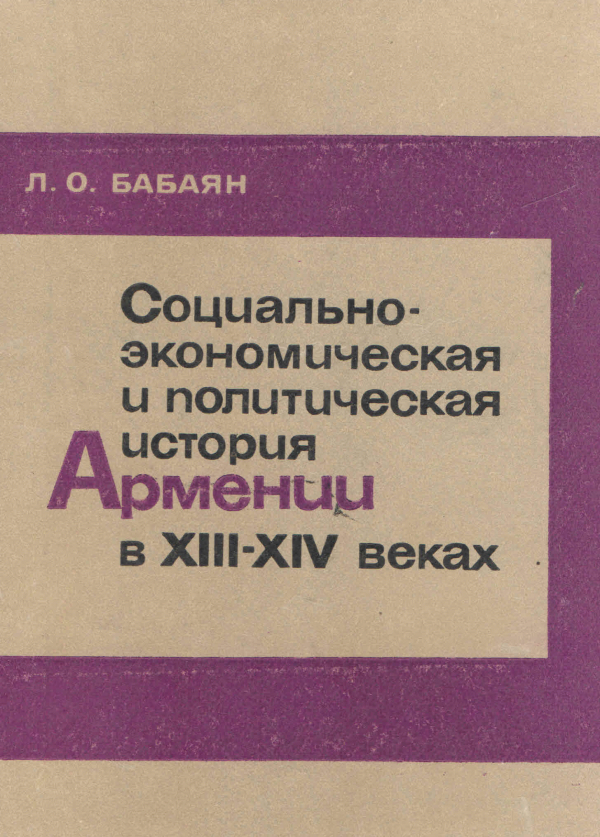 Л. О. БАБАЯН
Социально-
экономическая
и политическая
история
Армении
в XIII-XIV веках